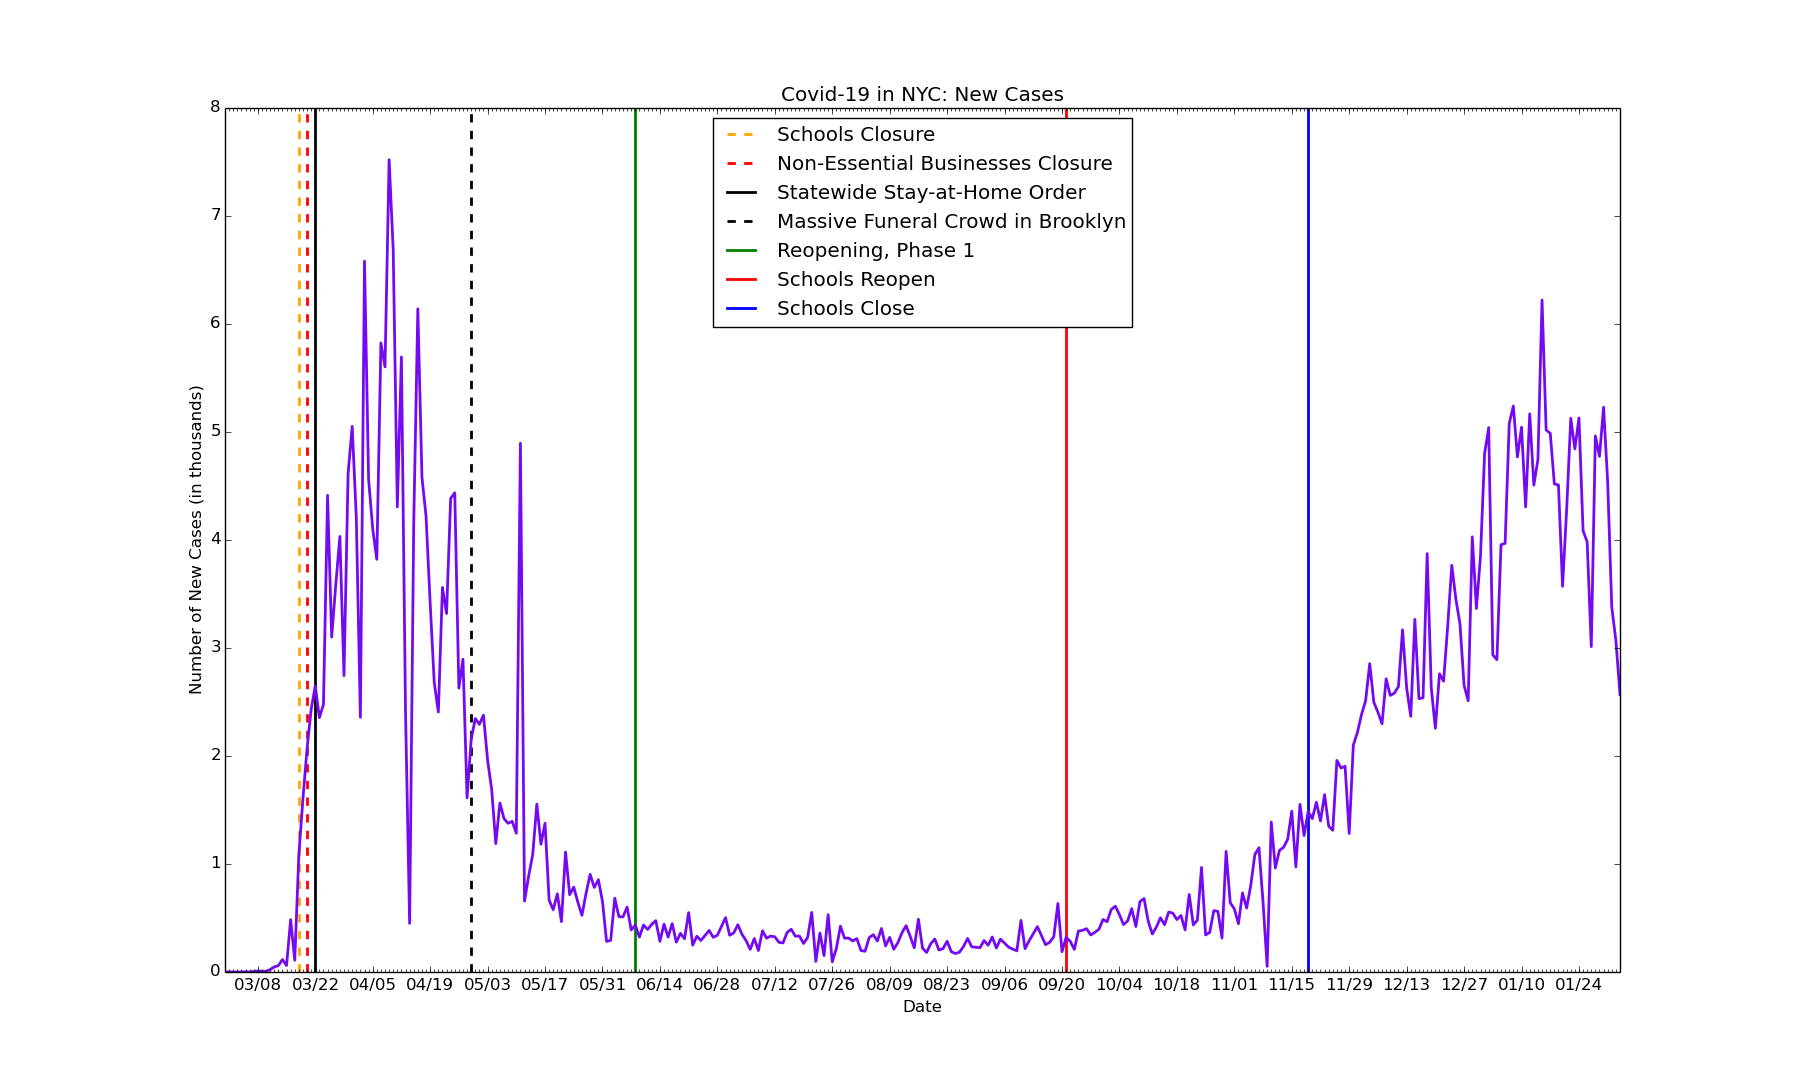 Covid-19 in NYC: New Cases
8
7
6
5
4
3
2
1
0
Number of New Cases (in thousands)
Schools Closure
Non-Essential Businesses Closure
Statewide Stay-at-Home Order
Massive Funeral Crowd in Brooklyn
Reopening, Phase 1
Schools Reopen
Schools Close
03/08 03/22 04/05 04/19 05/03 05/17 05/31 06/14 06/28 07/12 07/26 08/09 08/23 09/06 09/20 10/04 10/18 11/01 11/15 11/29 12/13 12/27 01/10 01/24
Date